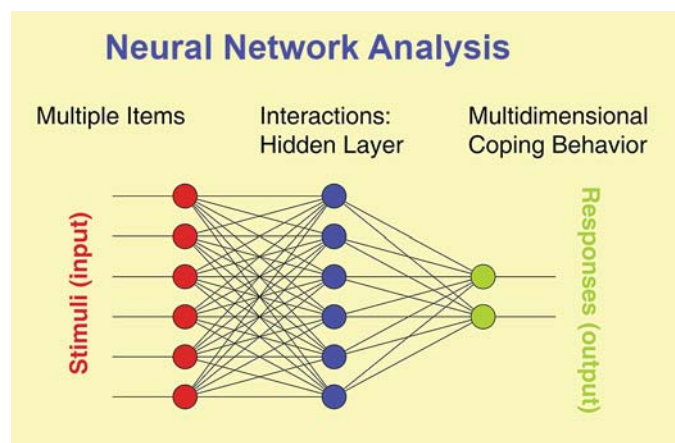 Neural Network Analysis
Multiple Items
Interactions:
Hidden Layer
Multidimensional
Coping Behavior
Stimuli (input)
Responses (output)